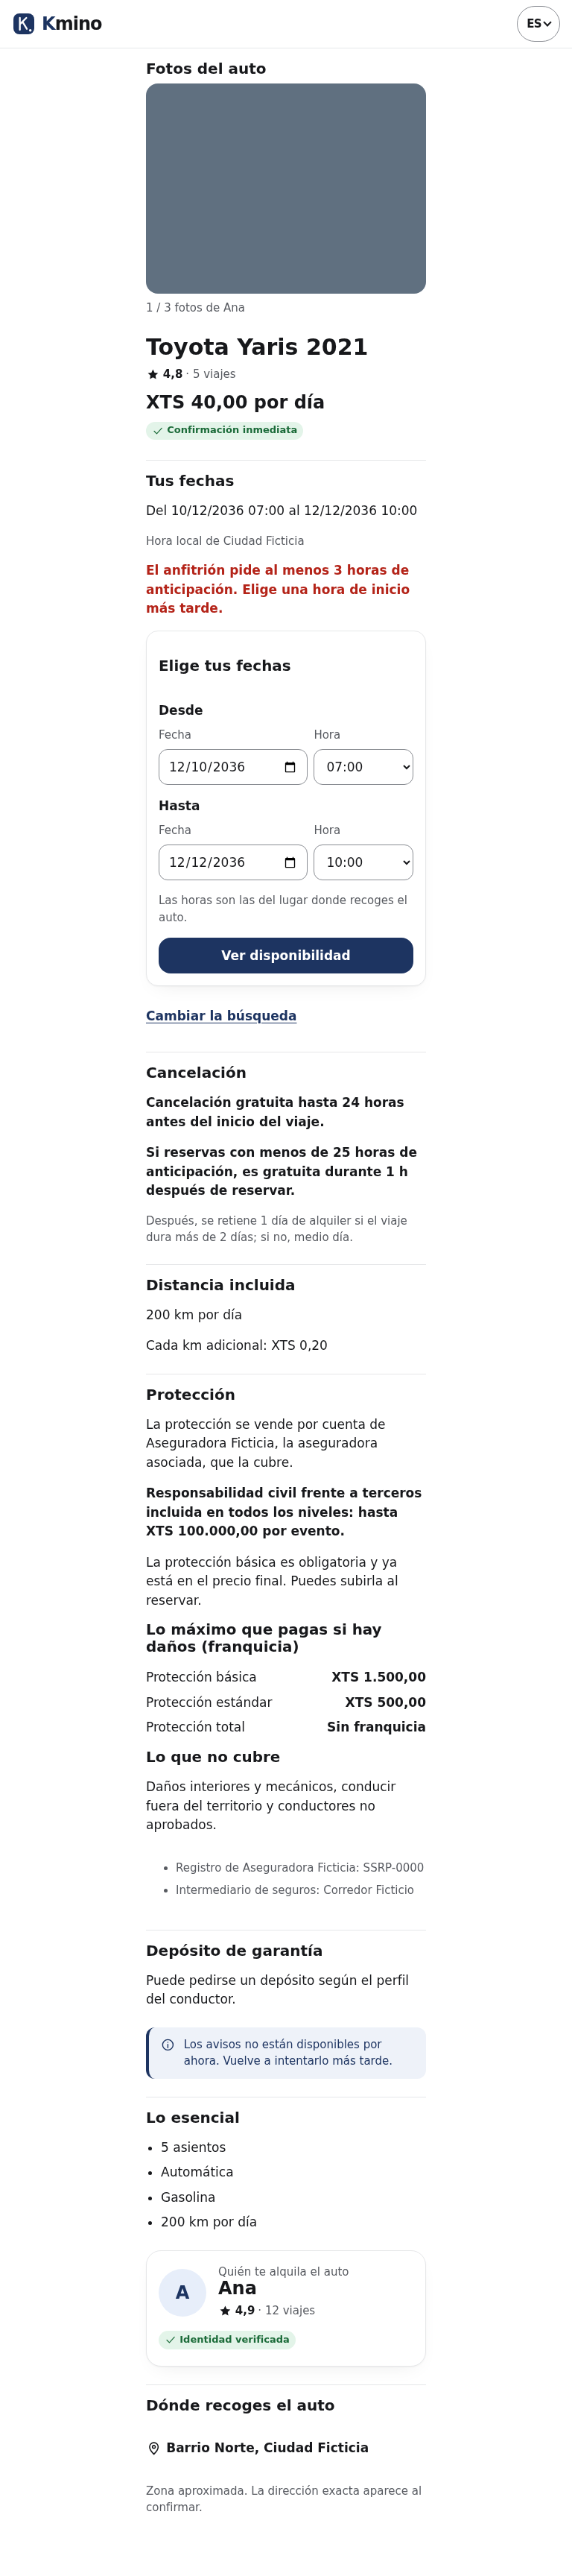 Kmino
ES
Fotos del auto
1 / 3 fotos de Ana
Toyota Yaris 2021
4,8 · 5 viajes
XTS 40,00 por día
Confirmación inmediata
Tus fechas
Del 10/12/2036 07:00 al 12/12/2036 10:00
Hora local de Ciudad Ficticia
El anfitrión pide al menos 3 horas de
anticipación. Elige una hora de inicio
más tarde.
Elige tus fechas
Desde
Fecha Hora
12/10/2036 07:00
Hasta
Fecha Hora
12/12/2036 10:00
Las horas son las del lugar donde recoges el
auto.
Ver disponibilidad
Cambiar la búsqueda
Cancelación
Cancelación gratuita hasta 24 horas
antes del inicio del viaje.
Si reservas con menos de 25 horas de
anticipación, es gratuita durante 1 h
después de reservar.
Después, se retiene 1 día de alquiler si el viaje
dura más de 2 días; si no, medio día.
Distancia incluida
200 km por día
Cada km adicional: XTS 0,20
Protección
La protección se vende por cuenta de
Aseguradora Ficticia, la aseguradora
asociada, que la cubre.
Responsabilidad civil frente a terceros
incluida en todos los niveles: hasta
XTS 100.000,00 por evento.
La protección básica es obligatoria y ya
está en el precio final. Puedes subirla al
reservar.
Lo máximo que pagas si hay
daños (franquicia)
Protección básica XTS 1.500,00
Protección estándar XTS 500,00
Protección total Sin franquicia
Lo que no cubre
Daños interiores y mecánicos, conducir
fuera del territorio y conductores no
aprobados.
• Registro de Aseguradora Ficticia: SSRP-0000
• Intermediario de seguros: Corredor Ficticio
Depósito de garantía
Puede pedirse un depósito según el perfil
del conductor.
Los avisos no están disponibles por
ahora. Vuelve a intentarlo más tarde.
Lo esencial
• 5 asientos
• Automática
• Gasolina
• 200 km por día
A
Quién te alquila el auto
Ana
4,9 · 12 viajes
Identidad verificada
Dónde recoges el auto
Barrio Norte, Ciudad Ficticia
Zona aproximada. La dirección exacta aparece al
confirmar.